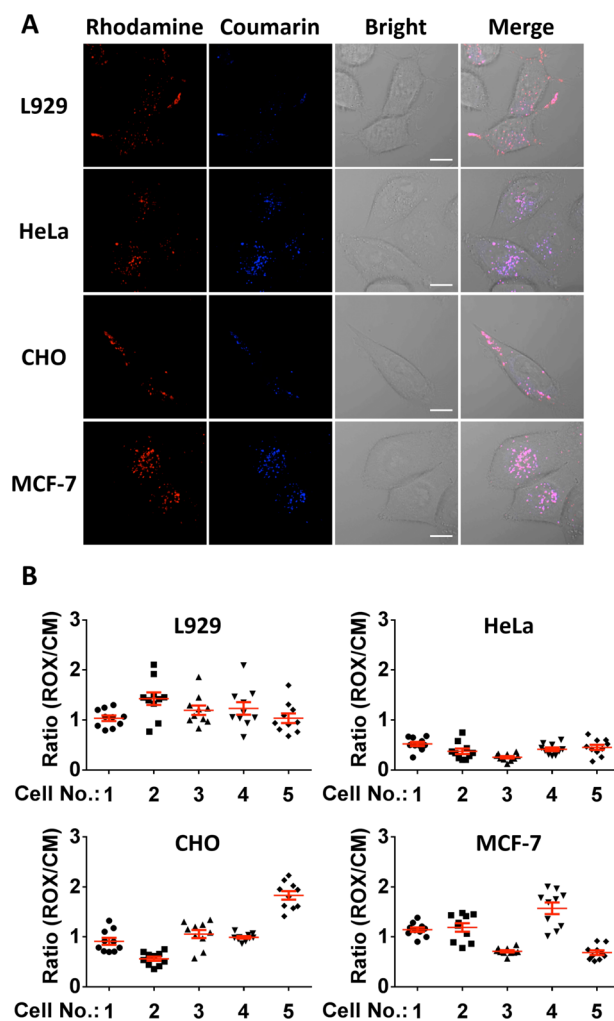 A
Rhodamine Coumarin Bright Merge
L929
HeLa
CHO
MCF-7
B
L929
3
2
1
0
Ratio (ROX/CM)
Cell No.: 1 2 3 4 5
HeLa
3
2
1
0
Ratio (ROX/CM)
Cell No.: 1 2 3 4 5
CHO
3
2
1
0
Ratio (ROX/CM)
Cell No.: 1 2 3 4 5
MCF-7
3
2
1
0
Ratio (ROX/CM)
Cell No.: 1 2 3 4 5